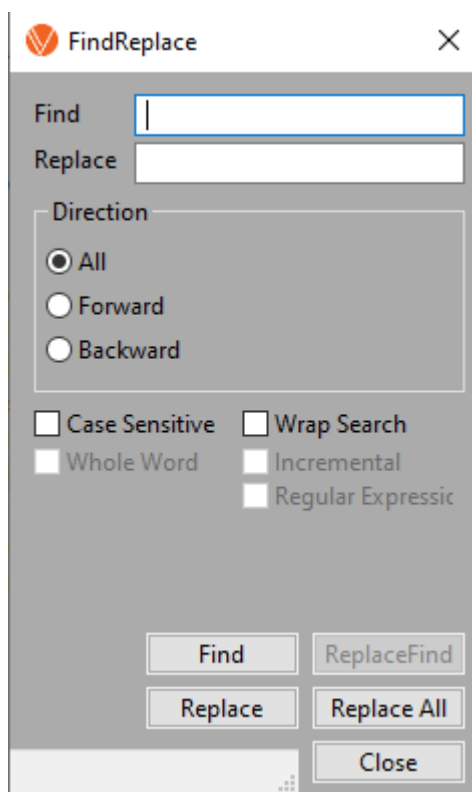 FindReplace
Find
Replace
Direction
All
Forward
Backward
Case Sensitive Wrap Search
Whole Word Incremental
Regular Expressic
Find ReplaceFind
Replace Replace All
Close